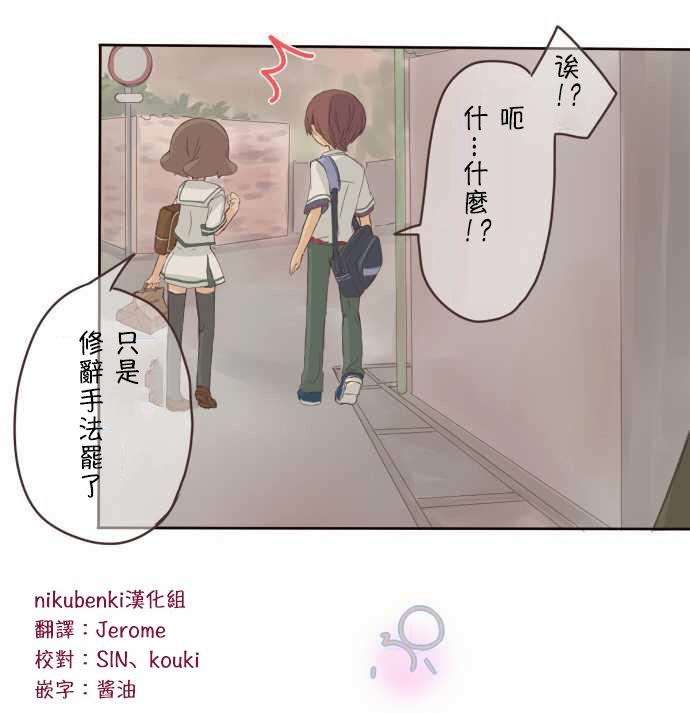 诶!?
呃
什…什麼!?
只是
修辭手法罷了
nikubenki漢化組
翻譯：Jerome
校對：SIN、kouki
嵌字：醬油